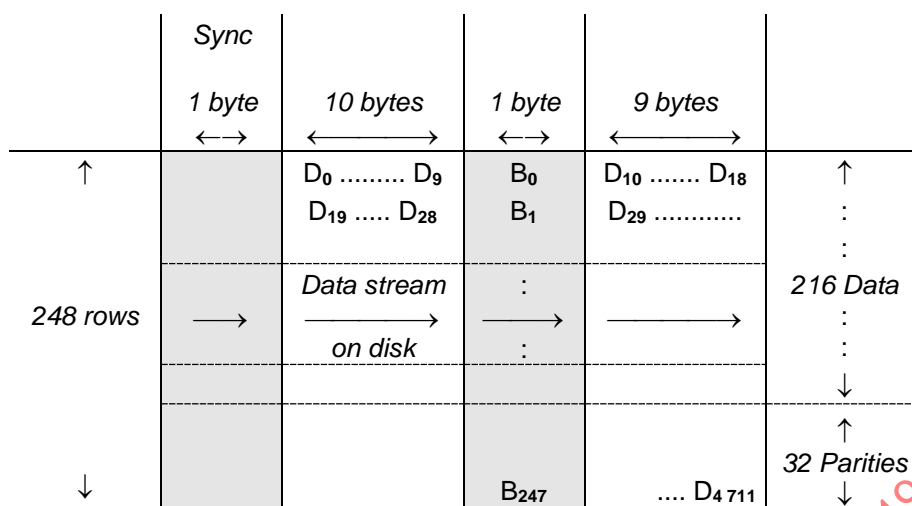 Sync
1 byte 10 bytes 1 byte 9 bytes
←→ ←⎯⎯→ ←→ ←⎯⎯→
↑ D0 ......... D9 B0 D10 ....... D18 ↑
D19 ..... D28 B1 D29 ............ :
:
Data stream : 216 Data
248 rows → → → → :
on disk : :
↓
↑
32 Parities
↓ B247 .... D4 711 ↓